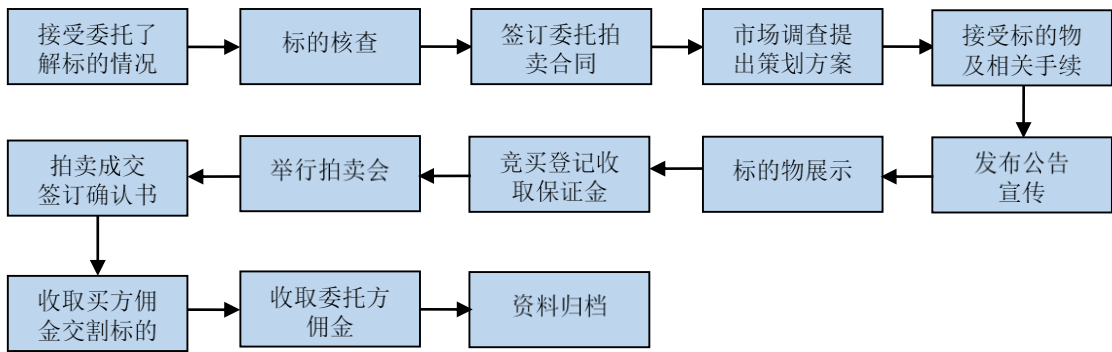 接受委托了
解标的情况
标的核查
签订委托拍
卖合同
市场调查提
出策划方案
接受标的物
及相关手续
发布公告
宣传
标的物展示
竞买登记收
取保证金
举行拍卖会
拍卖成交
签订确认书
收取买方佣
金交割标的
收取委托方
佣金
资料归档